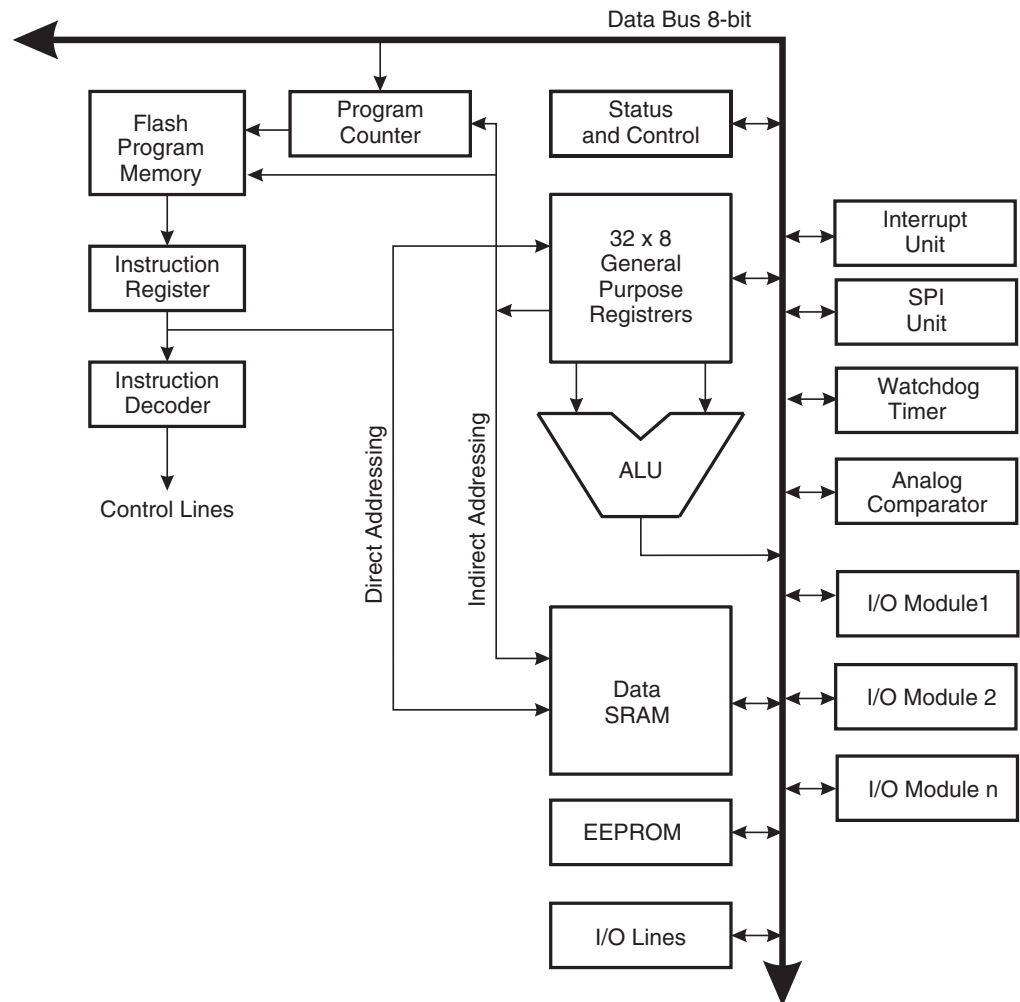 Data Bus 8-bit
Flash
Program
Memory
Program
Counter
Status
and Control
Interrupt
Unit
32 x 8
General
Purpose
Registrers
Instruction
Register
SPI
Unit
Instruction
Decoder
Watchdog
Timer
Direct Addressing
Indirect Addressing
ALU
Analog
Comparator
Control Lines
I/O Module1
Data
SRAM
I/O Module 2
I/O Module n
EEPROM
I/O Lines